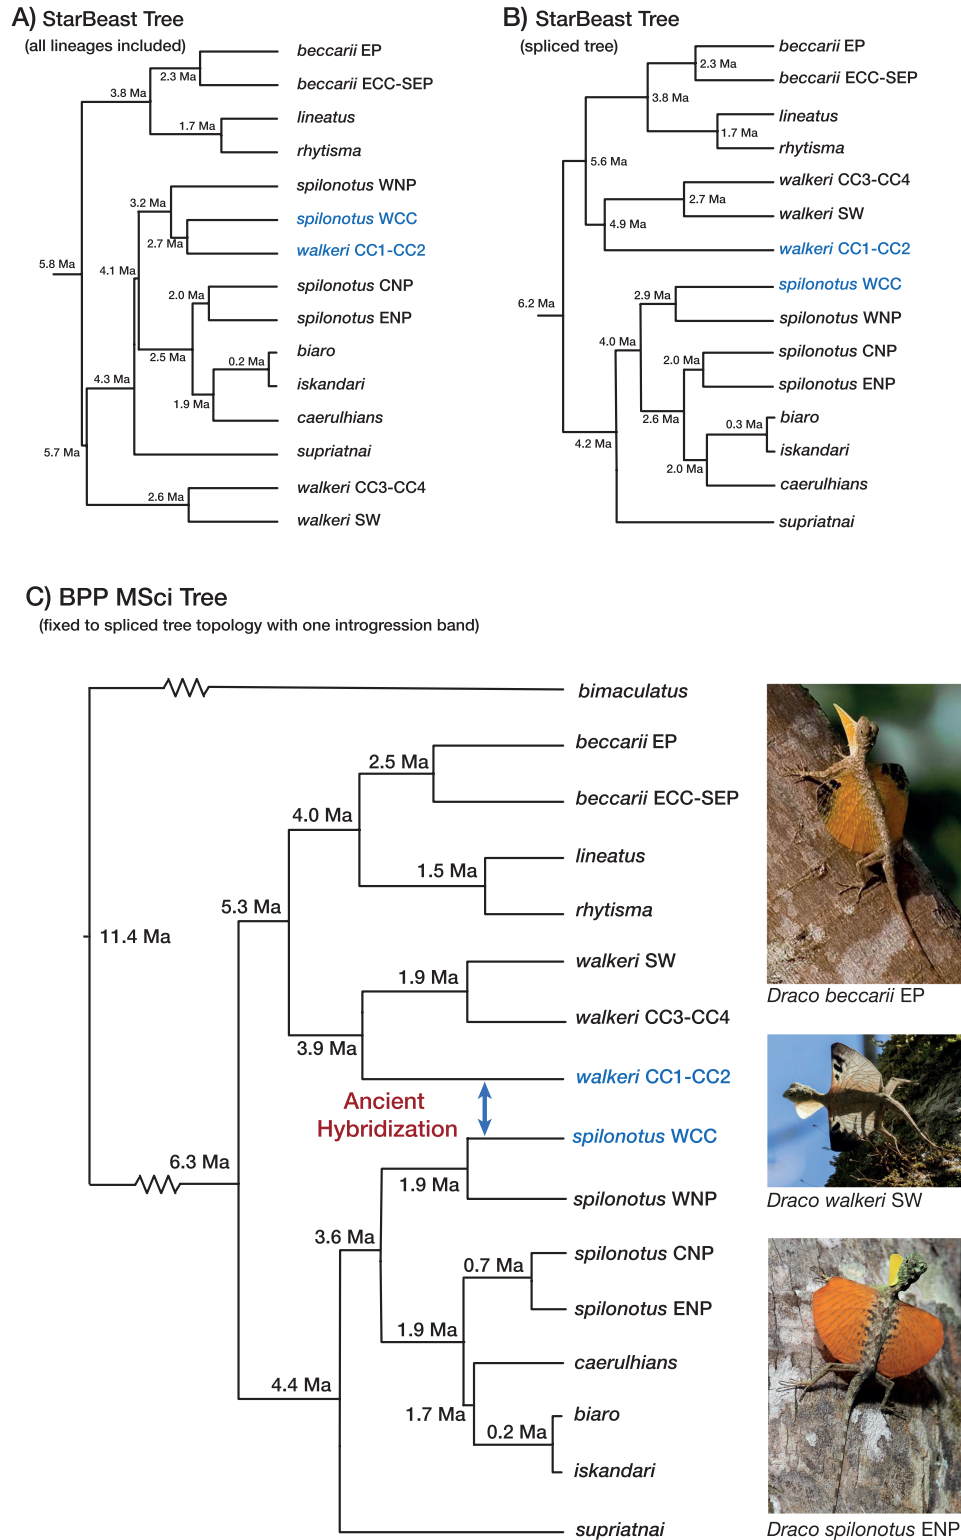 A) StarBeast Tree
(all lineages included)
beccarii EP
2.3 Ma
beccarii ECC-SEP
3.8 Ma
lineatus
1.7 Ma
rhytisma
spilonotus WNP
3.2 Ma
spilonotus WCC
2.7 Ma
walkeri CC1-CC2
5.8 Ma
4.1 Ma
spilonotus CNP
2.0 Ma
spilonotus ENP
2.5 Ma
biaro
0.2 Ma
iskandari
4.3 Ma
1.9 Ma
caerulhians
5.7 Ma
supriatnai
walkeri CC3-CC4
2.6 Ma
walkeri SW
B) StarBeast Tree
(spliced tree)
beccarii EP
2.3 Ma
beccarii ECC-SEP
3.8 Ma
lineatus
1.7 Ma
rhytisma
5.6 Ma
walkeri CC3-CC4
2.7 Ma
walkeri SW
4.9 Ma
walkeri CC1-CC2
spilonotus WCC
2.9 Ma
6.2 Ma
spilonotus WNP
4.0 Ma
spilonotus CNP
2.0 Ma
spilonotus ENP
2.6 Ma
biaro
0.3 Ma
4.2 Ma
iskandari
2.0 Ma
caerulhians
supriatnai
C) BPP MSci Tree
(fixed to spliced tree topology with one introgression band)
bimaculatus
beccarii EP
2.5 Ma
beccarii ECC-SEP
4.0 Ma
lineatus
1.5 Ma
rhytisma
5.3 Ma
11.4 Ma
walkeri SW
1.9 Ma
walkeri CC3-CC4
3.9 Ma
walkeri CC1-CC2
Ancient
Hybridization
spilonotus WCC
6.3 Ma
1.9 Ma
spilonotus WNP
3.6 Ma
spilonotus CNP
0.7 Ma
spilonotus ENP
1.9 Ma
caerulhians
4.4 Ma
1.7 Ma
biaro
0.2 Ma
iskandari
supriatnai
Draco beccarii EP
Draco walkeri SW
Draco spilonotus ENP